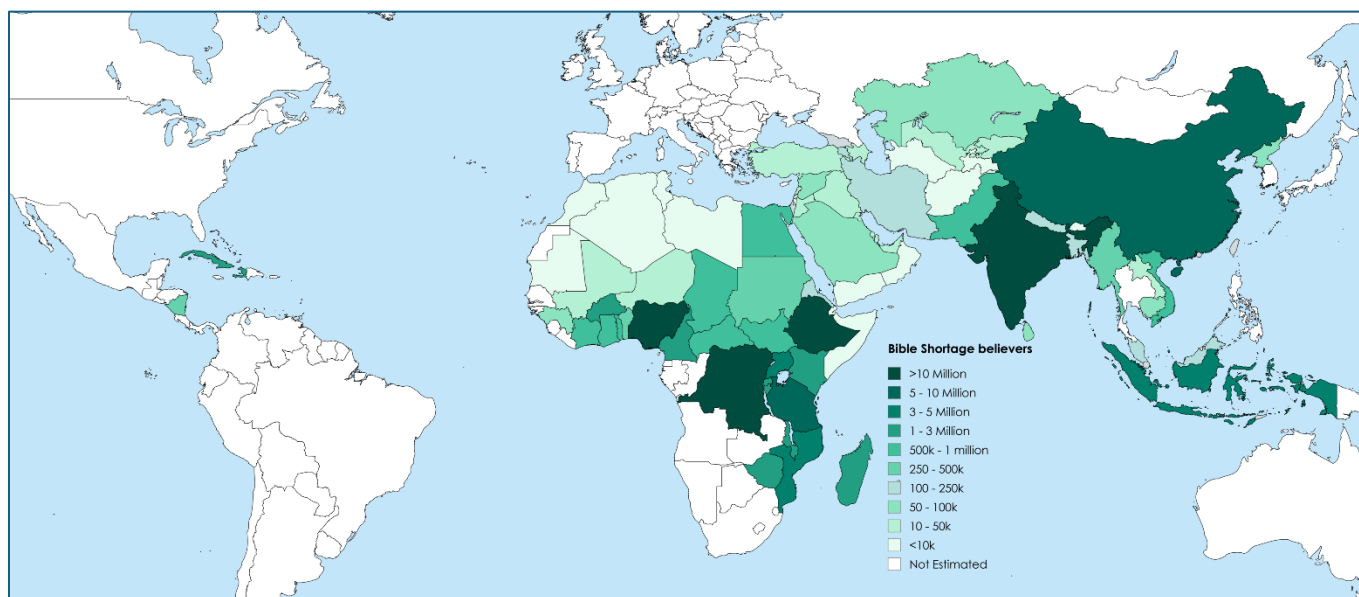 Bible Shortage believers
>10 Million
5 - 10 Million
3 - 5 Million
1 - 3 Million
500k - 1 million
250 - 500k
100 - 250k
50 - 100k
10 - 50k
<10k
Not Estimated